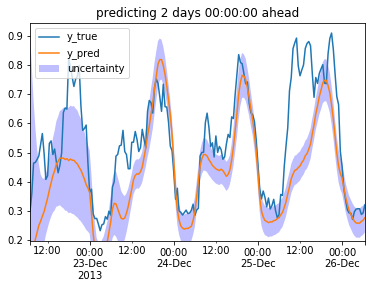 predicting 2 days 00:00:00 ahead
y_true
y_pred
uncertainty
0.9
0.8
0.7
0.6
0.5
0.4
0.3
0.2
12:00 00:00 12:00 00:00 12:00 00:00 12:00 00:00
23-Dec 24-Dec 25-Dec 26-Dec
2013